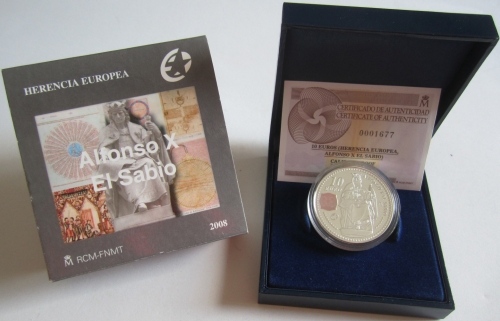 HERENCIA EUROPEA
Alfonso X
El Sabio
2008
RCM-FNMT
CERTIFICADO DE AUTENTICIDAD
CERTIFICATE OF AUTHENTICITY
0001677
10 EUROS (HERENCIA EUROPEA,
ALFONSO X EL SABIO)
10